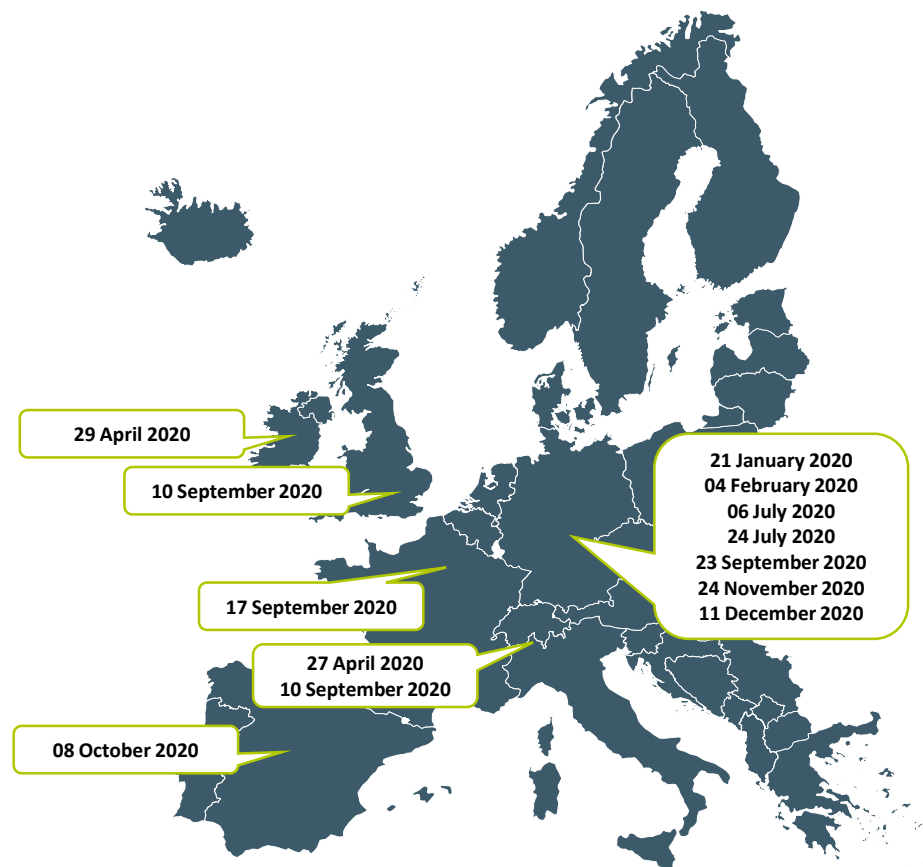 29 April 2020
10 September 2020
21 January 2020
04 February 2020
06 July 2020
24 July 2020
23 September 2020
24 November 2020
11 December 2020
17 September 2020
27 April 2020
10 September 2020
08 October 2020